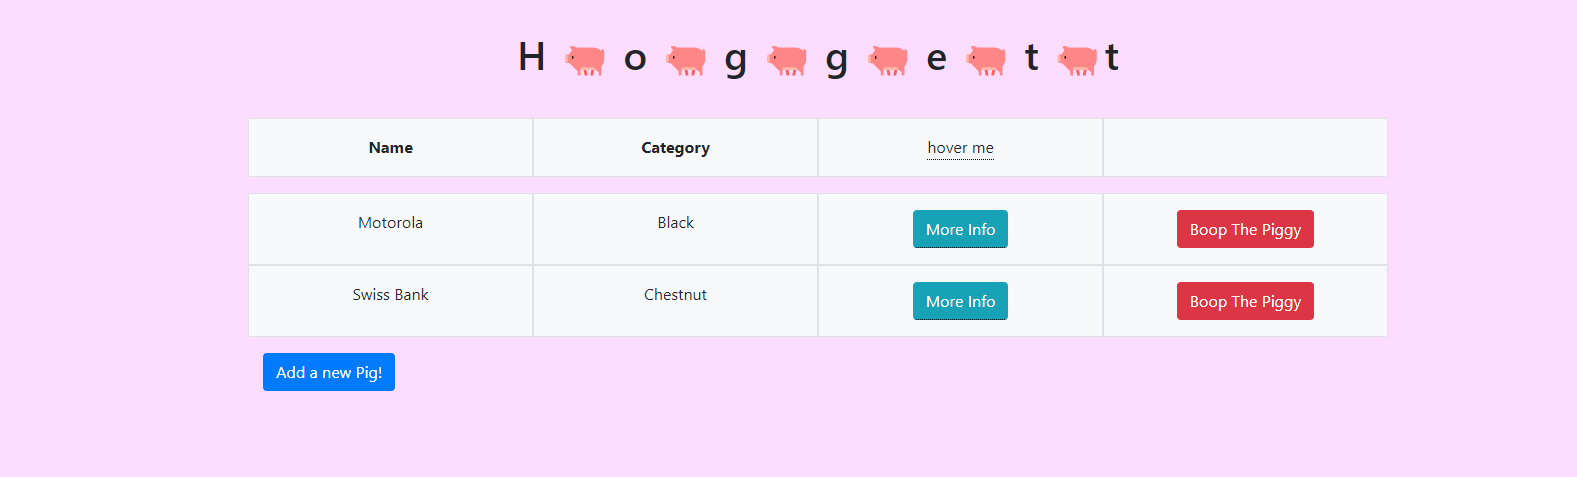 H o g g e t t
Name Category hover me
Motorola Black More Info Boop The Piggy
Swiss Bank Chestnut More Info Boop The Piggy
Add a new Pig!